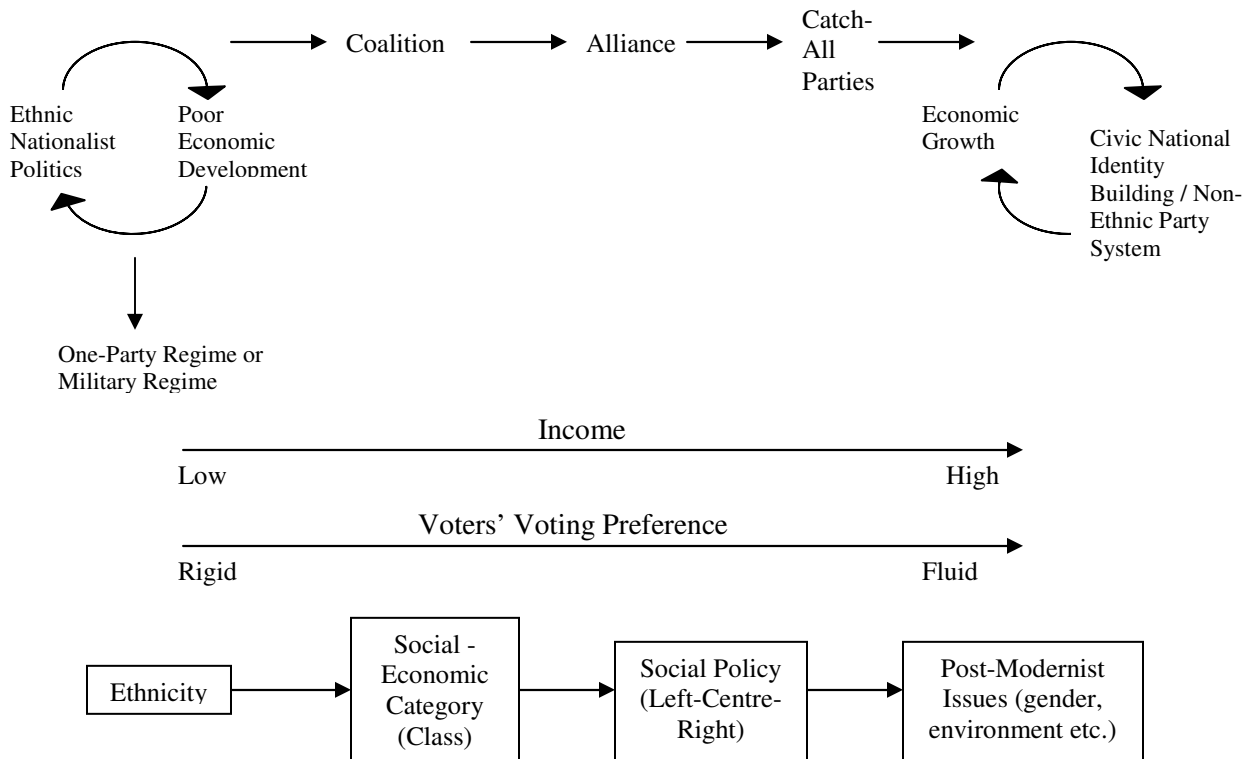 Ethnic
Nationalist
Politics
Poor
Economic
Development
Coalition
Alliance
Catch-
All
Parties
Economic
Growth
Civic National
Identity
Building / Non-
Ethnic Party
System
One-Party Regime or
Military Regime
Income
Low
High
Voters’ Voting Preference
Rigid
Fluid
Ethnicity
Social -
Economic
Category
(Class)
Social Policy
(Left-Centre-
Right)
Post-Modernist
Issues (gender,
environment etc.)